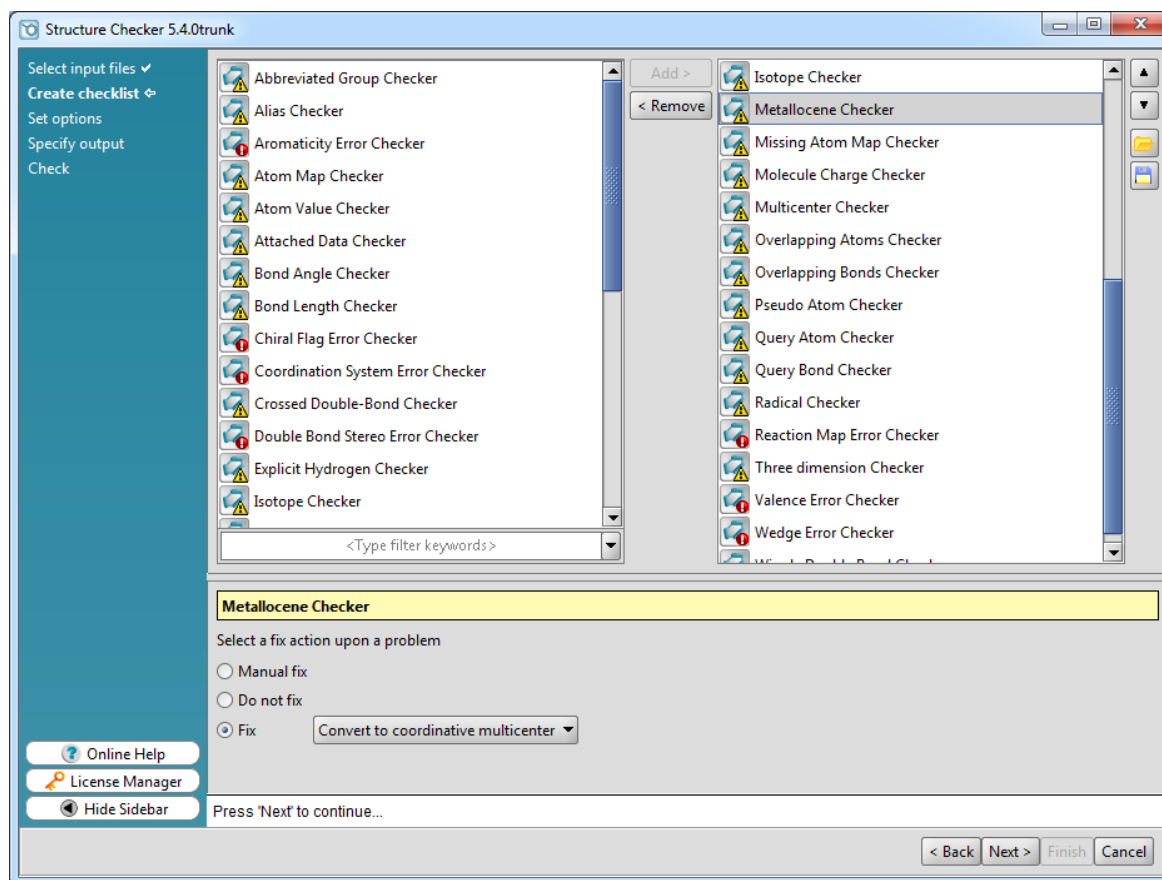 Structure Checker 5.4.0trunk
Select input files
Create checklist
Set options
Specify output
Check
Abbreviated Group Checker
Alias Checker
Aromaticity Error Checker
Atom Map Checker
Atom Value Checker
Attached Data Checker
Bond Angle Checker
Bond Length Checker
Chiral Flag Error Checker
Coordination System Error Checker
Crossed Double-Bond Checker
Double Bond Stereo Error Checker
Explicit Hydrogen Checker
Isotope Checker
<Type filter keywords>
Add >
< Remove
Isotope Checker
Metallocene Checker
Missing Atom Map Checker
Molecule Charge Checker
Multicenter Checker
Overlapping Atoms Checker
Overlapping Bonds Checker
Pseudo Atom Checker
Query Atom Checker
Query Bond Checker
Radical Checker
Reaction Map Error Checker
Three dimension Checker
Valence Error Checker
Wedge Error Checker
Metallocene Checker
Select a fix action upon a problem
Manual fix
Do not fix
Fix
Convert to coordinative multicenter
Online Help
License Manager
Hide Sidebar
Press 'Next' to continue...
< Back
Next >
Finish
Cancel